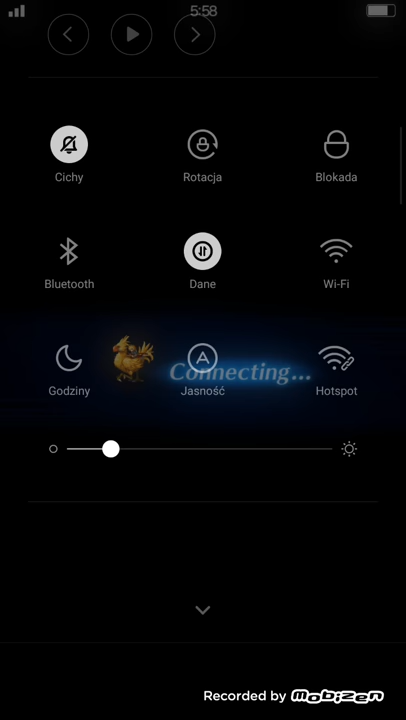 5:58
Cichy Rotacja Blokada
Bluetooth Dane Wi-Fi
Connecting...
Godziny Jasność Hotspot
Recorded by MOBIZEN